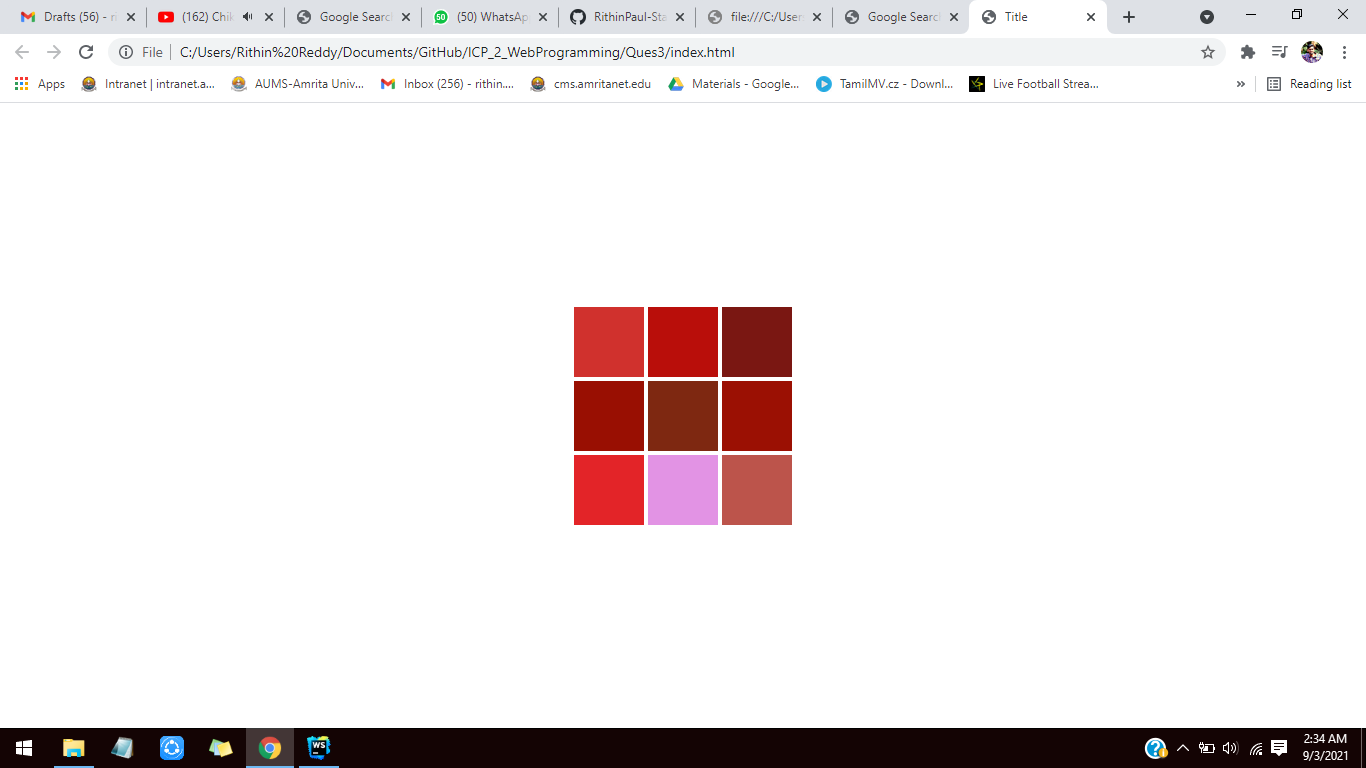 Drafts (56) - r
(162) Chil
Google Searc
50
(50) WhatsAp
RithinPaul-Sta
file:///C:/User
Google Searc
Title
File
C:/Users/Rithin%20Reddy/Documents/GitHub/ICP_2_WebProgramming/Ques3/index.html
Apps
Intranet | intranet.a...
AUMS-Amrita Univ...
Inbox (256) - rithin....
cms.amritanet.edu
Materials - Google...
TamilMV.cz - Downl...
Live Football Strea...
»
Reading list
WS
2:34 AM
9/3/2021